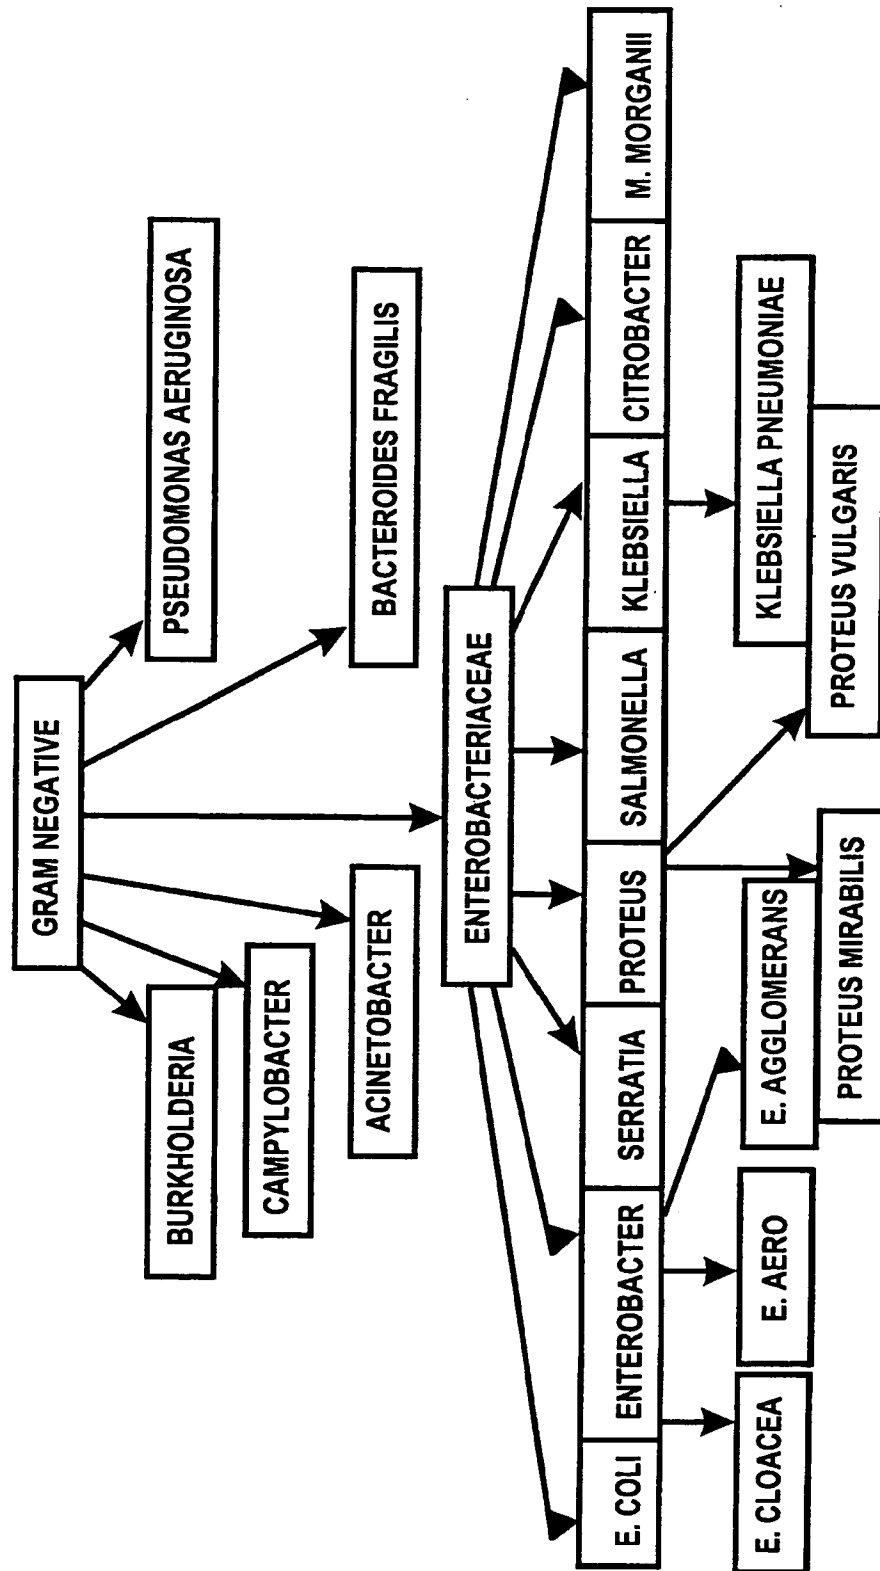 GRAM NEGATIVE
BURKHOLDERIA
PSEUDOMONAS AERUGINOSA
CAMPYLOBACTER
ACINETOBACTER
BACTEROIDES FRAGILIS
ENTEROBACTERIACEAE
E. COLI
ENTEROBACTER
SERRATIA
PROTEUS
SALMONELLA
KLEBSIELLA
CITROBACTER
M. MORGANII
E. CLOACEA
E. AERO
E. AGGLOMERANS
KLEBSIELLA PNEUMONIAE
PROTEUS MIRABILIS
PROTEUS VULGARIS